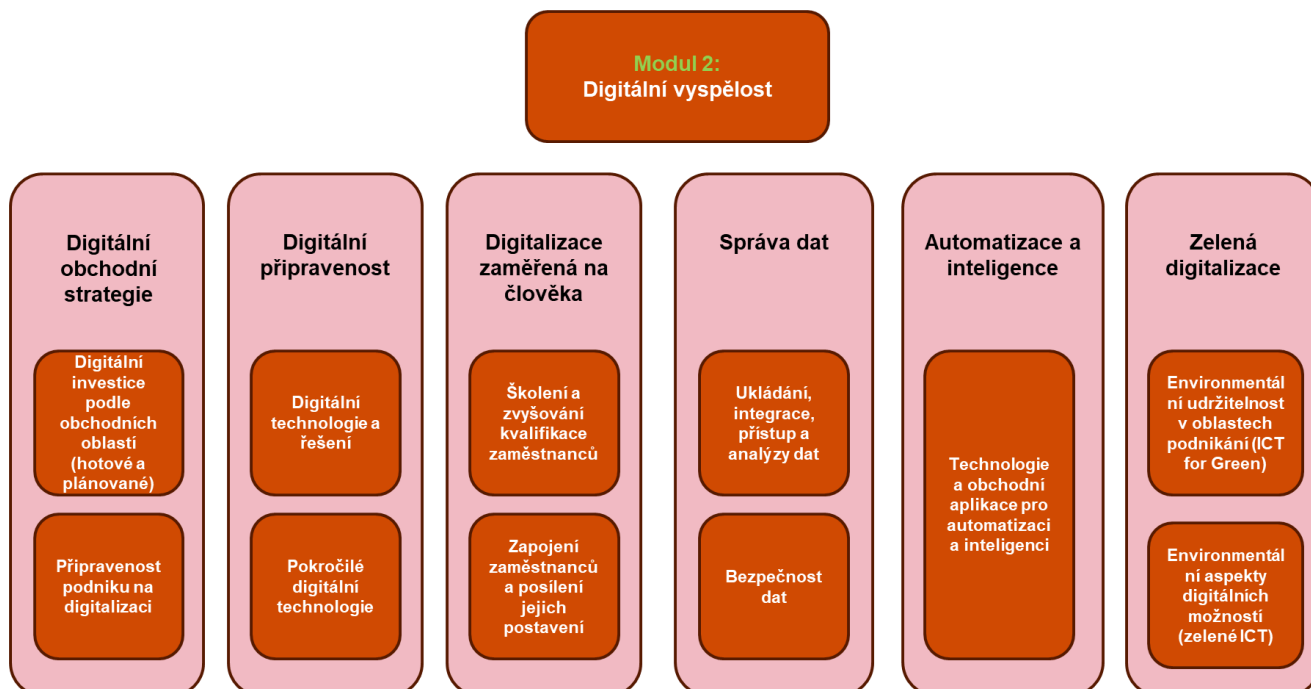 Modul 2:
Digitální vyspělost
Digitální
obchodní
strategie
Digitální
investice
podle
obchodních
oblastí
(hotové a
plánované)
Připravenost
podniku na
digitalizaci
Digitální
připravenost
Digitální
technologie a
řešení
Pokročilé
digitální
technologie
Digitalizace
zaměřená na
člověka
Školení a
zvyšování
kvalifikace
zaměstnanců
Zapojení
zaměstnanců
a posílení
jejich
postavení
Správa dat
Ukládání,
integrace,
přístup a
analýzy dat
Bezpečnost
dat
Automatizace a
inteligence
Technologie
a obchodní
aplikace pro
automatizaci
a inteligenci
Zelená
digitalizace
Environmentál
ní udržitelnost
v oblastech
podnikání (ICT
for Green)
Environmentál
ní aspekty
digitálních
možností
(zelené ICT)